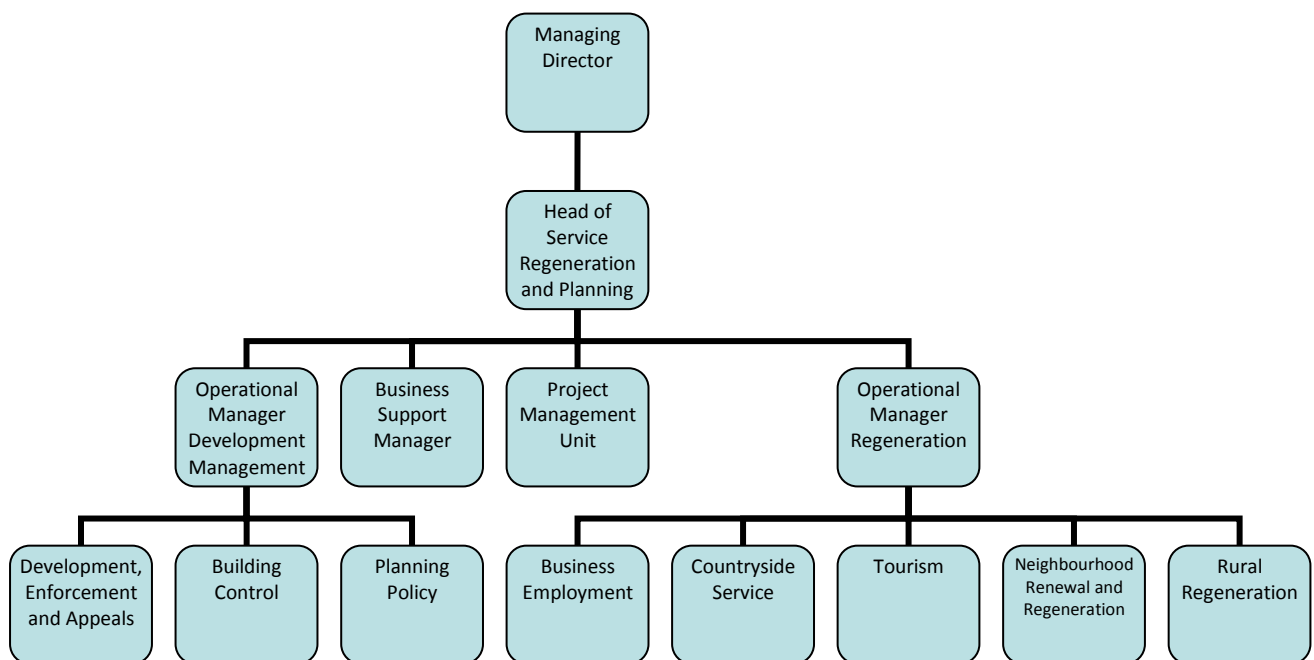 Managing
Director
Head of
Service
Regeneration
and Planning
Operational
Manager
Development
Management
Business
Support
Manager
Project
Management
Unit
Operational
Manager
Regeneration
Development,
Enforcement
and Appeals
Building
Control
Planning
Policy
Business
Employment
Countryside
Service
Tourism
Neighbourhood
Renewal and
Regeneration
Rural
Regeneration